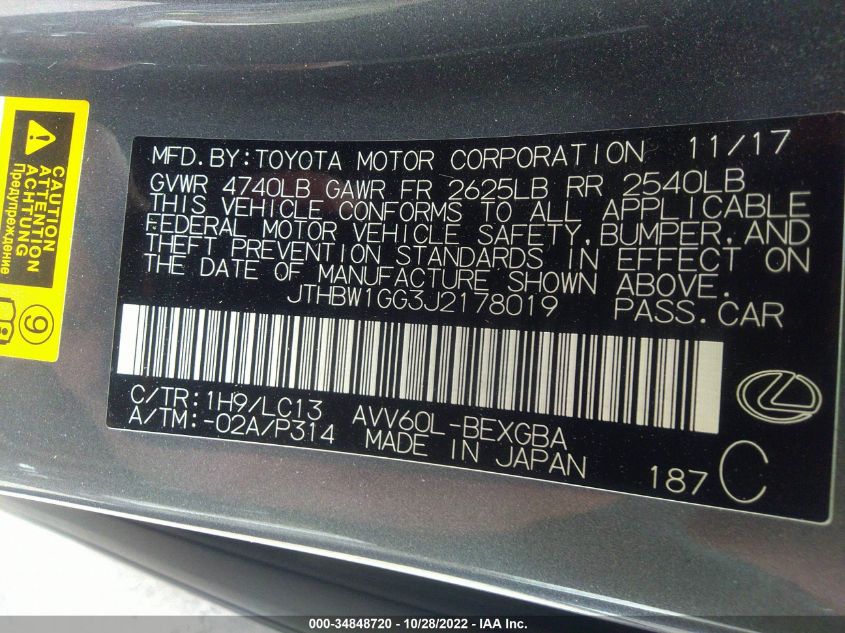 CAUTION
ATTENTION
ACHTUNG
Предупреждение
9
MFD.BY:TOYOTA MOTOR CORPORATION 11/17
GVWR 4740LB GAWR FR 2625LB RR 2540LB
THIS VEHICLE CONFORMS TO ALL APPLICABLE
FEDERAL MOTOR VEHICLE SAFETY,BUMPER,AND
THEFT PREVENTION STANDARDS IN EFFECT ON
THE DATE OF MANUFACTURE SHOWN ABOVE.
JTHBW1GG3J2178019 PASS.CAR
C/TR:1H9/LC13 AVV60L-BEXGBA
A/TM:-02A/P314 MADE IN JAPAN
187 C
000-34848720 | 10/28/2022 - IAA, Inc.